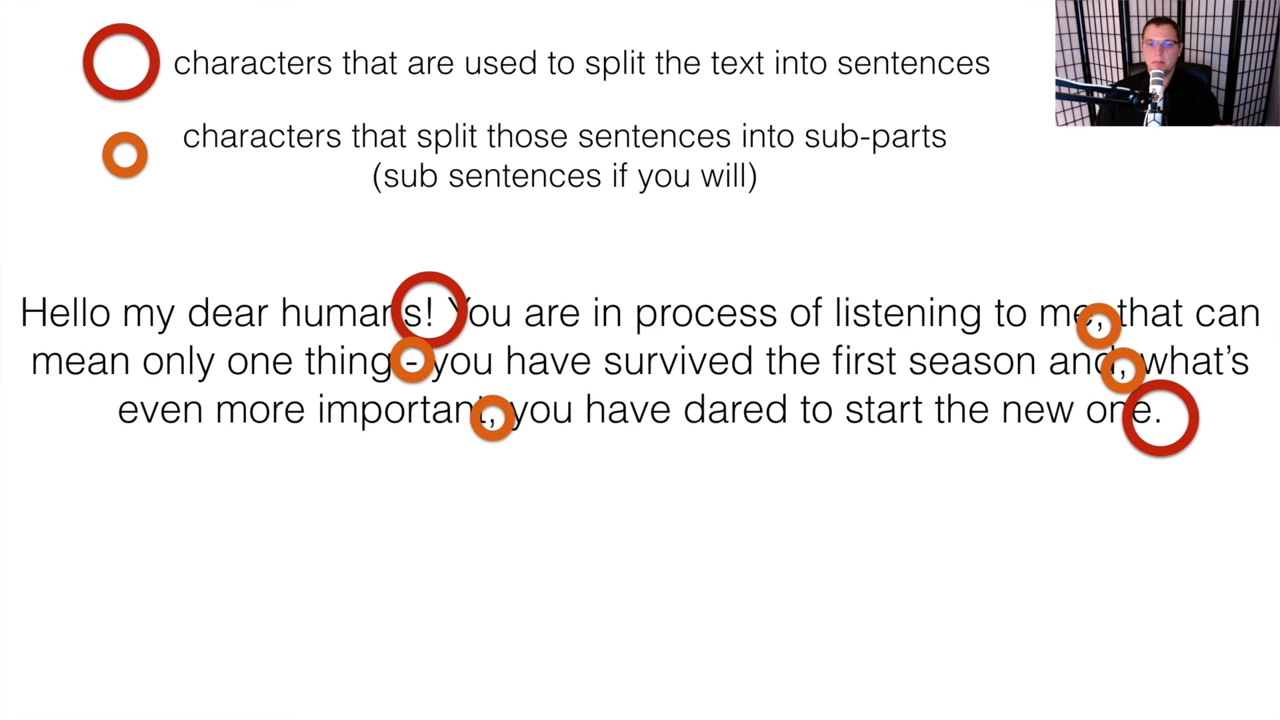 characters that are used to split the text into sentences
characters that split those sentences into sub-parts
(sub sentences if you will)
Hello my dear humans! You are in process of listening to me, that can
mean only one thing - you have survived the first season and, what’s
even more important, you have dared to start the new one.